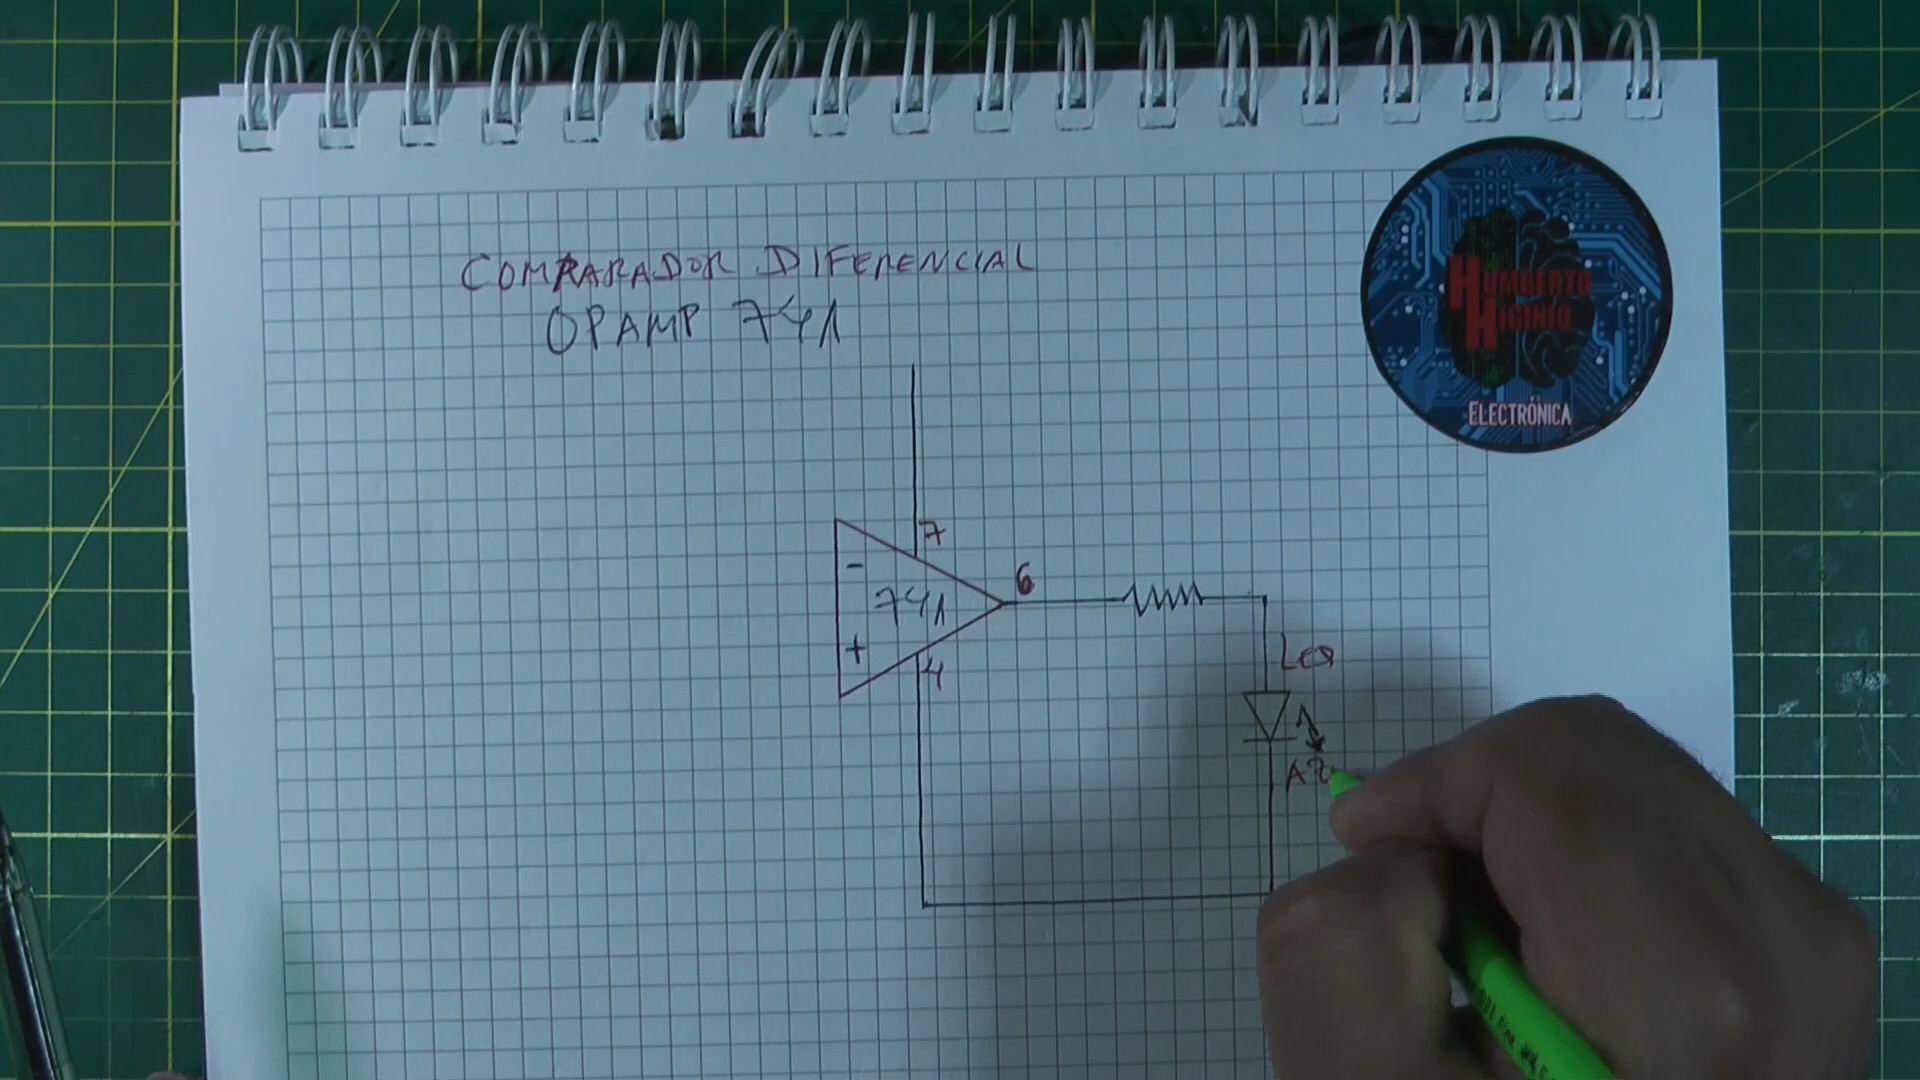 COMPARADOR DIFERENCIAL
OPAMP 741
HUMBERTO
HIGINIO
ELECTRÓNICA
7
-
741
6
+
4
LED